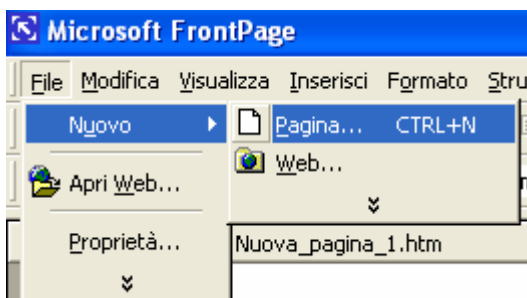 Microsoft FrontPage
File Modifica Visualizza Inserisci Formato Stru
Nuovo Pagina... CTRL+N
Apri Web... Web...
Proprietà... Nuova_pagina_1.htm